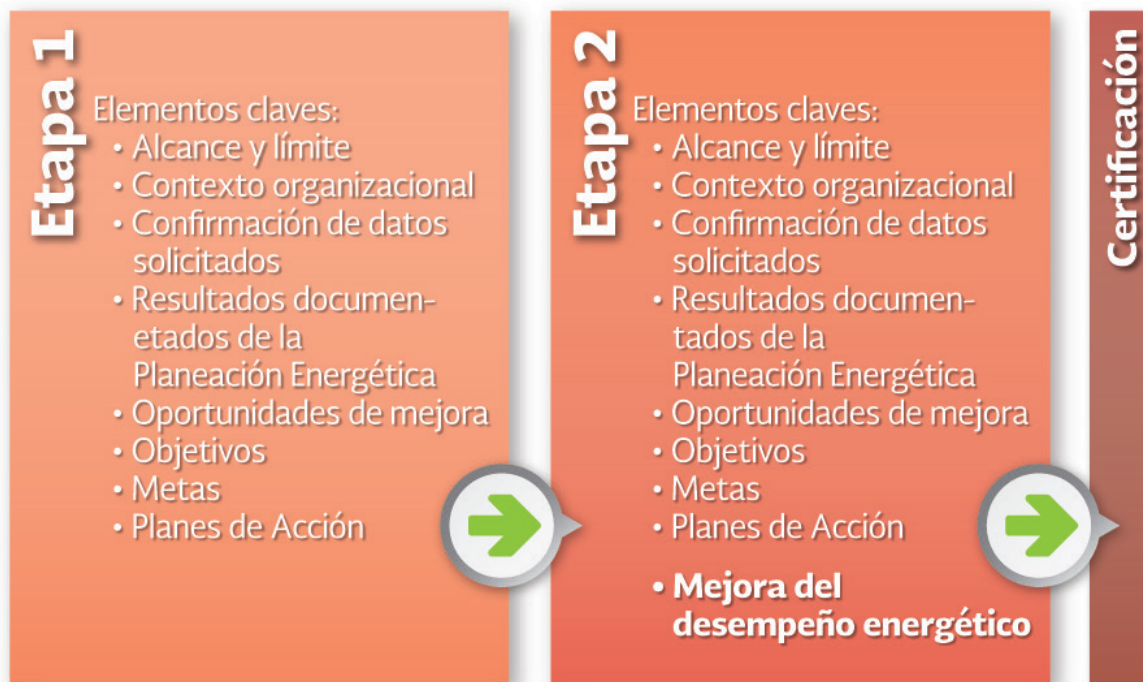 Etapa 1
Elementos claves:
• Alcance y límite
• Contexto organizacional
• Confirmación de datos
solicitados
• Resultados documen-
etados de la
Planeación Energética
• Oportunidades de mejora
• Objetivos
• Metas
• Planes de Acción
Etapa 2
Elementos claves:
• Alcance y límite
• Contexto organizacional
• Confirmación de datos
solicitados
• Resultados documen-
tados de la
Planeación Energética
• Oportunidades de mejora
• Objetivos
• Metas
• Planes de Acción
• Mejora del
desempeño energético
Certificación